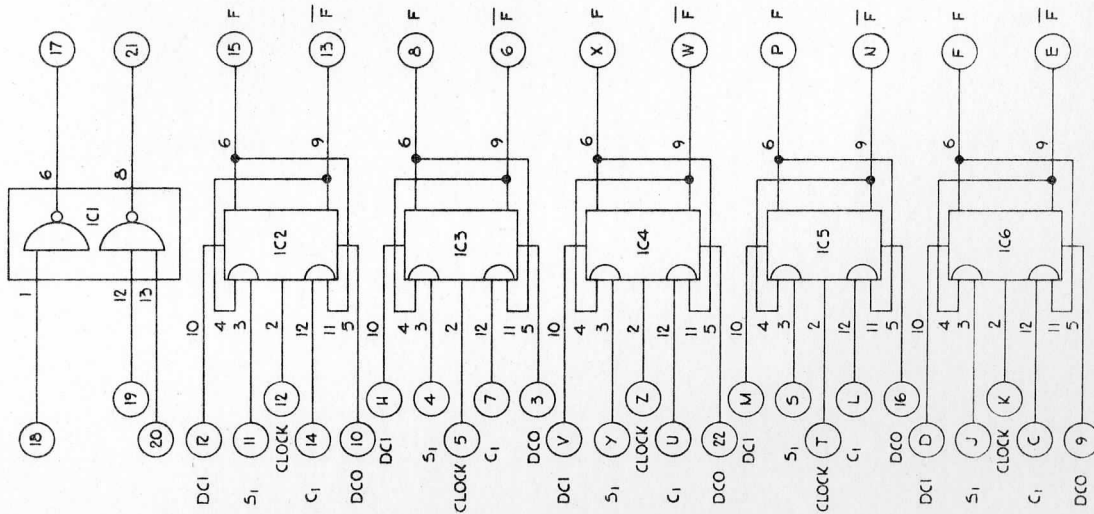 18
1
6
17
IC1
19
12
8
21
20
13
DC1
12
10
S1
11
4
3
6
15
F
CLOCK
12
2
IC2
C1
14
12
11
9
13
F̅
DCO
10
5
DC1
H
10
4
S1
4
3
6
8
F
CLOCK
5
2
IC3
C1
7
12
11
9
6
F̅
DCO
3
5
DC1
V
10
4
S1
Y
3
6
X
F
CLOCK
Z
2
IC4
C1
U
12
11
9
W
F̅
DCO
22
5
DC1
M
10
4
S1
S
3
6
P
F
CLOCK
T
2
IC5
C1
L
12
11
9
N
F̅
DCO
16
5
DC1
D
10
4
S1
J
3
6
F
F
CLOCK
K
2
IC6
C1
C
12
11
9
E
F̅
DCO
9
5